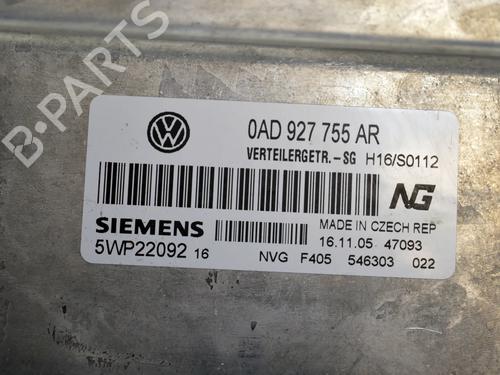 0AD 927 755 AR
VERTEILERGETR.-SG H16/S0112
NG
SIEMENS
MADE IN CZECH REP
5WP22092 16
16.11.05 47093
NVG F405 546303 022
B-PARTS